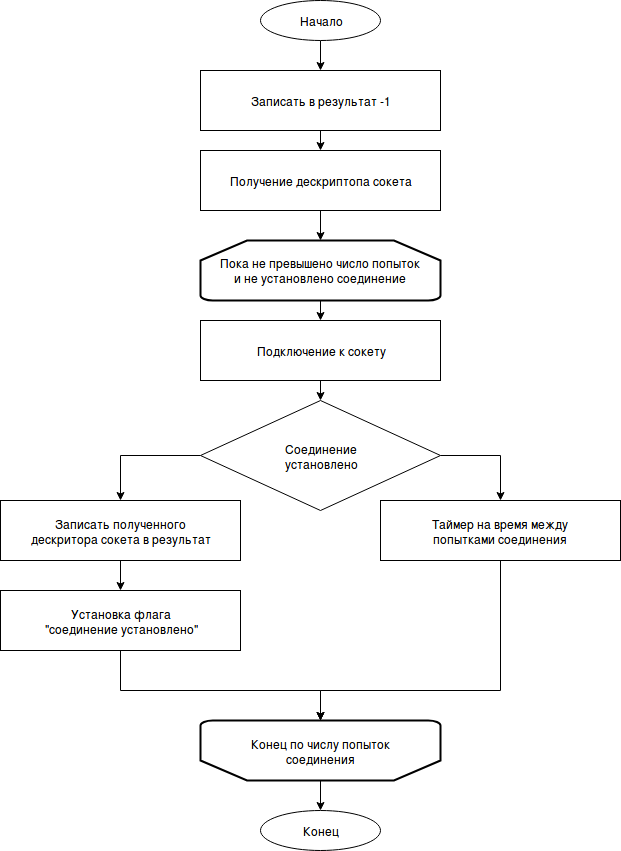 Начало
Записать в результат -1
Получение дескриптопа сокета
Пока не превышено число попыток
и не установлено соединение
Подключение к сокету
Соединение
установлено
Записать полученного
дескритора сокета в результат
Таймер на время между
попытками соединения
Установка флага
"соединение установлено"
Конец по числу попыток
соединения
Конец